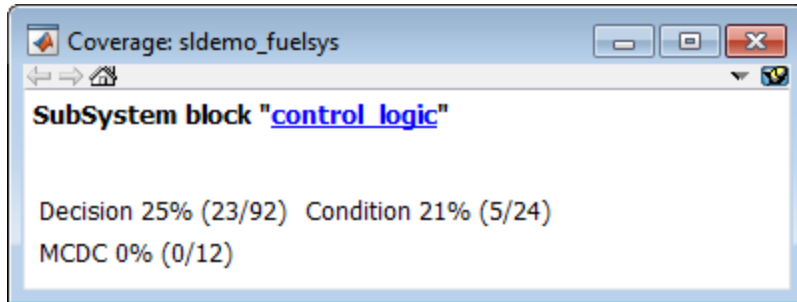 Coverage: sldemo_fuelsys
SubSystem block "control_logic"
Decision 25% (23/92) Condition 21% (5/24)
MCDC 0% (0/12)